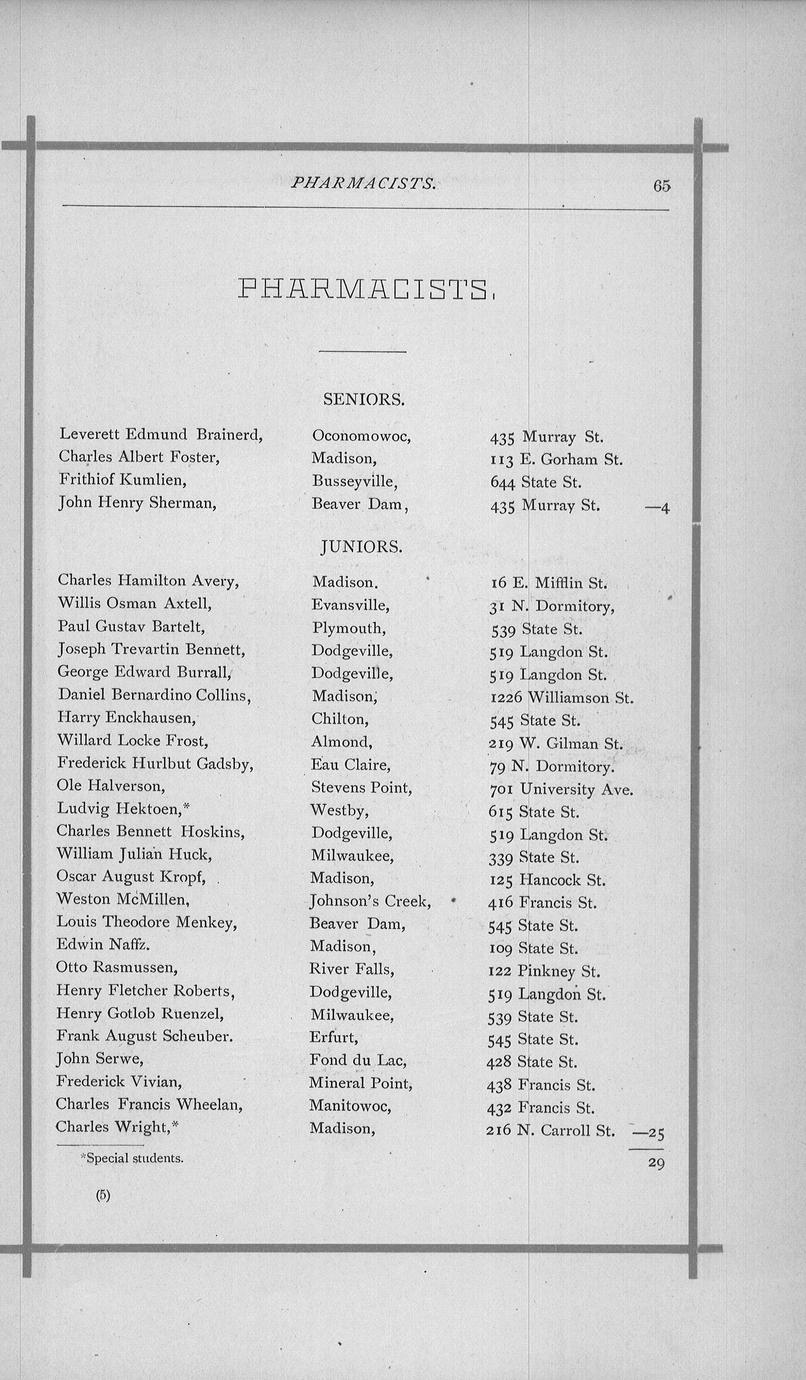 PHARMACISTS. 65
PHARMACISTS.
SENIORS.
Leverett Edmund Brainerd, Oconomowoc, 435 Murray St.
Charles Albert Foster, Madison, 113 E. Gorham St.
Frithiof Kumlien, Busseyville, 644 State St.
John Henry Sherman, Beaver Dam, 435 Murray St. —4
JUNIORS.
Charles Hamilton Avery, Madison. 16 E. Mifflin St.
Willis Osman Axtell, Evansville, 31 N. Dormitory,
Paul Gustav Bartelt, Plymouth, 539 State St.
Joseph Trevartin Bennett, Dodgeville, 519 Langdon St.
George Edward Burrall, Dodgeville, 519 Langdon St.
Daniel Bernardino Collins, Madison, 1226 Williamson St.
Harry Enckhausen, Chilton, 545 State St.
Willard Locke Frost, Almond, 219 W. Gilman St.
Frederick Hurlbut Gadsby, Eau Claire, 79 N. Dormitory.
Ole Halverson, Stevens Point, 701 University Ave.
Ludvig Hektoen,* Westby, 615 State St.
Charles Bennett Hoskins, Dodgeville, 519 Langdon St.
William Julian Huck, Milwaukee, 339 State St.
Oscar August Kropf, Madison, 125 Hancock St.
Weston McMillen, Johnson's Creek, 416 Francis St.
Louis Theodore Menkey, Beaver Dam, 545 State St.
Edwin Naffz. Madison, 109 State St.
Otto Rasmussen, River Falls, 122 Pinkney St.
Henry Fletcher Roberts, Dodgeville, 519 Langdon St.
Henry Gotlob Ruenzel, Milwaukee, 539 State St.
Frank August Scheuber. Erfurt, 545 State St.
John Serwe, Fond du Lac, 428 State St.
Frederick Vivian, Mineral Point, 438 Francis St.
Charles Francis Wheelan, Manitowoc, 432 Francis St.
Charles Wright,* Madison, 216 N. Carroll St. —25
*Special students. 29
(5)